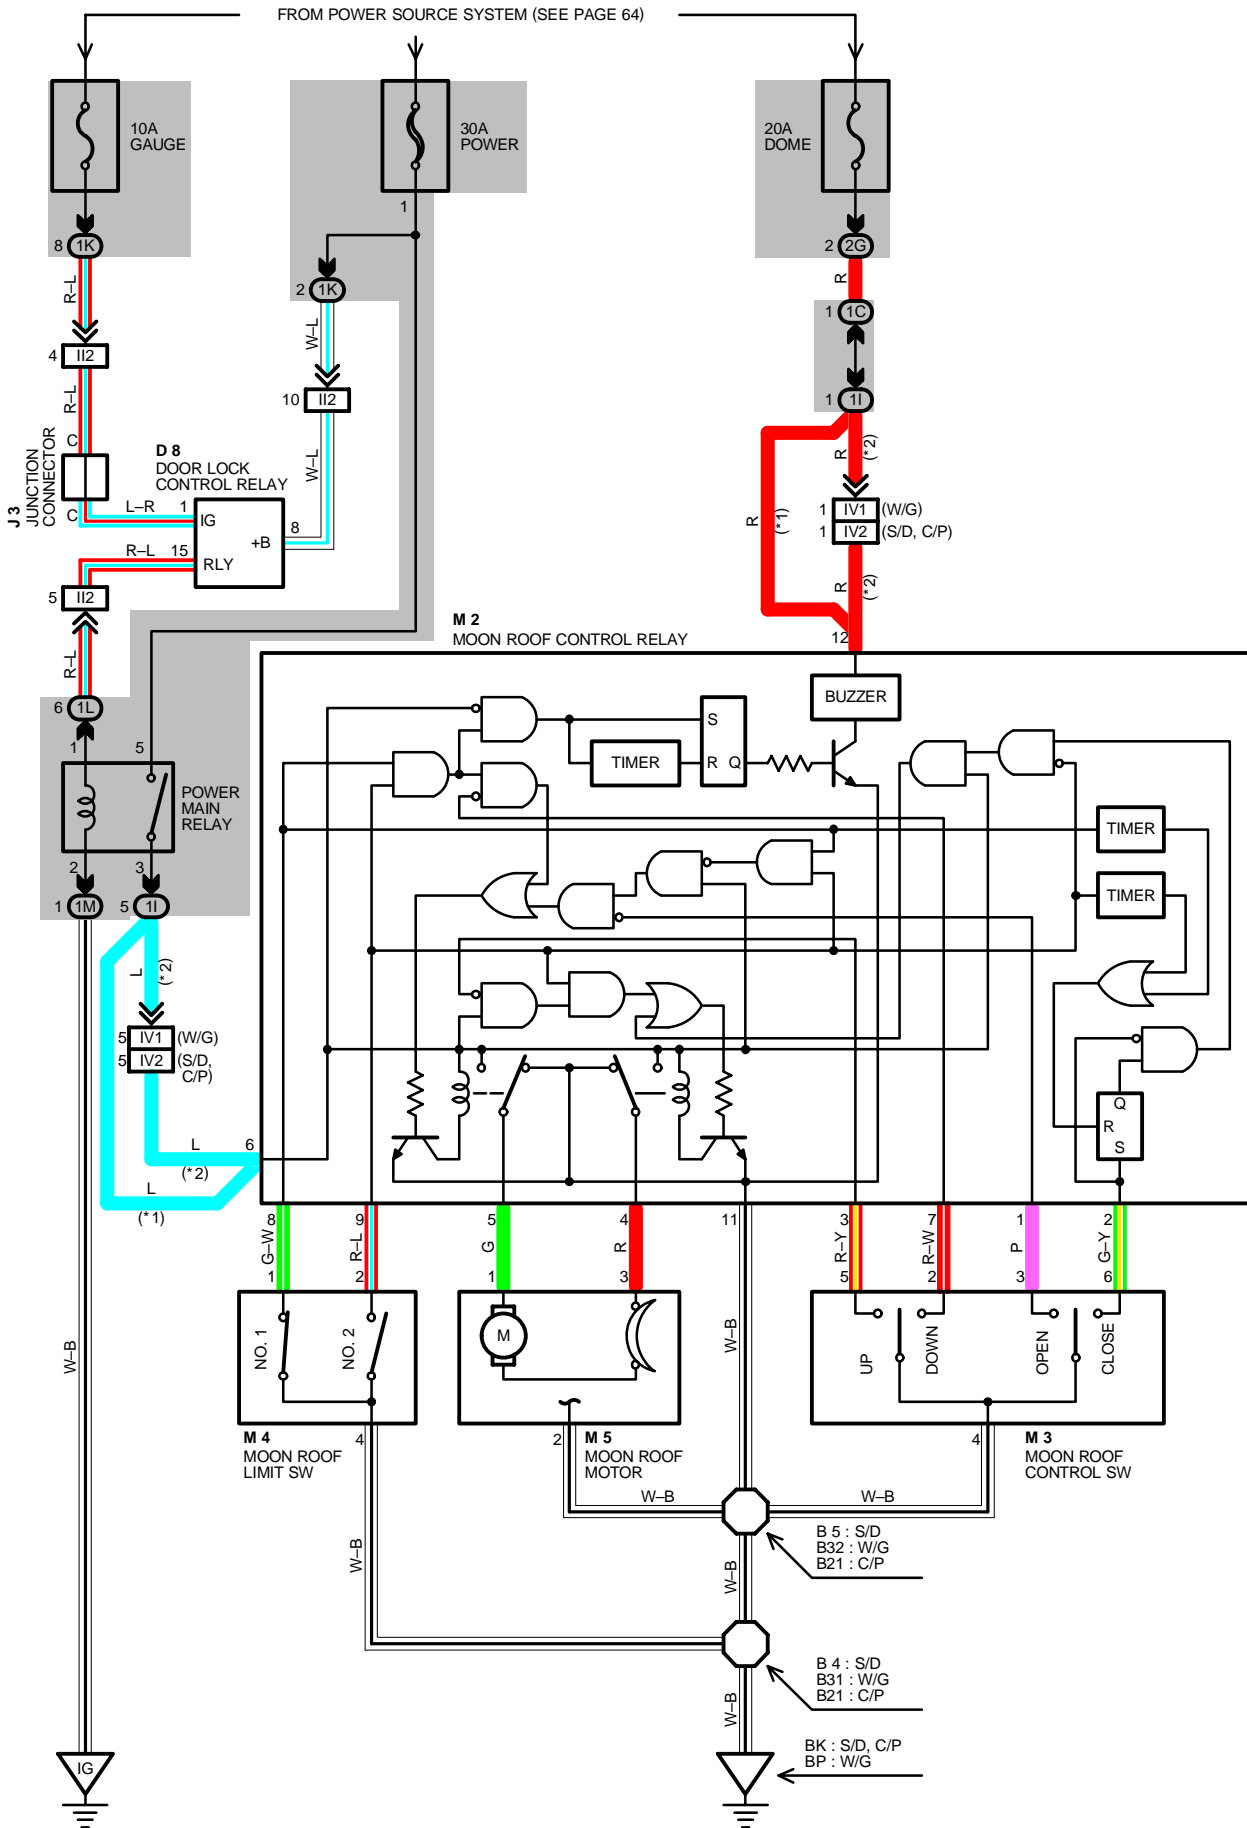 FROM POWER SOURCE SYSTEM (SEE PAGE 64)
10A
GAUGE
30A
POWER
20A
DOME
1
8 1K
2 2G
2 1K
R–L
W–L
R
1 1C
4 II2
10 II2
1 1I
R–L
W–L
R
(*1)
R
(*2)
C
J 3
JUNCTION
CONNECTOR
C
D 8
DOOR LOCK
CONTROL RELAY
L–R 1
IG
8
+B
R–L 15
RLY
1 IV1 (W/G)
1 IV2 (S/D, C/P)
R
(*2)
5 II2
R–L
M 2
MOON ROOF CONTROL RELAY
12
6 1L
1
5
POWER
MAIN
RELAY
2
3
1 1M
5 1I
BUZZER
S
R Q
TIMER
TIMER
TIMER
L
(*2)
5 IV1 (W/G)
5 IV2 (S/D,
C/P)
Q
R
S
L 6
(*2)
L
(*1)
8
G–W
1
9
R–L
2
5
G
1
4
R
3
11
3
R–Y
5
7
R–W
2
1
P
3
2
G–Y
6
NO. 1
NO. 2
M
W–B
W–B
UP
DOWN
OPEN
CLOSE
M 4
MOON ROOF
LIMIT SW
4
2
M 5
MOON ROOF
MOTOR
4
M 3
MOON ROOF
CONTROL SW
W–B
W–B
B 5 : S/D
B32 : W/G
B21 : C/P
W–B
W–B
B 4 : S/D
B31 : W/G
B21 : C/P
W–B
BK : S/D, C/P
BP : W/G
IG